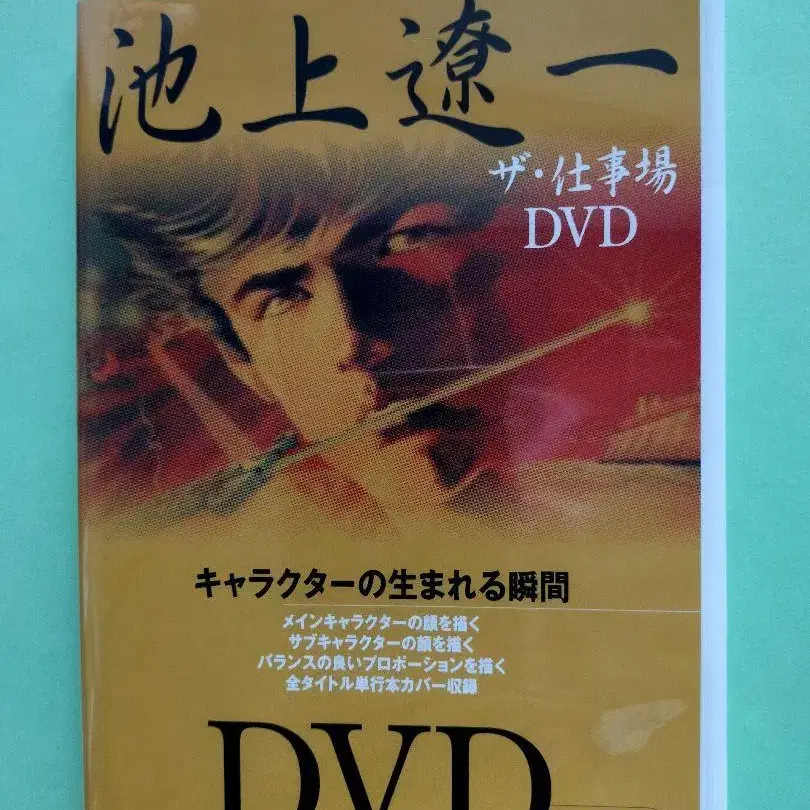 池上遼一
ザ・仕事場
DVD
キャラクターの生まれる瞬間
メインキャラクターの顔を描く
サブキャラクターの顔を描く
バランスの良いプロポーションを描く
全タイトル単行本カバー収録
DVD